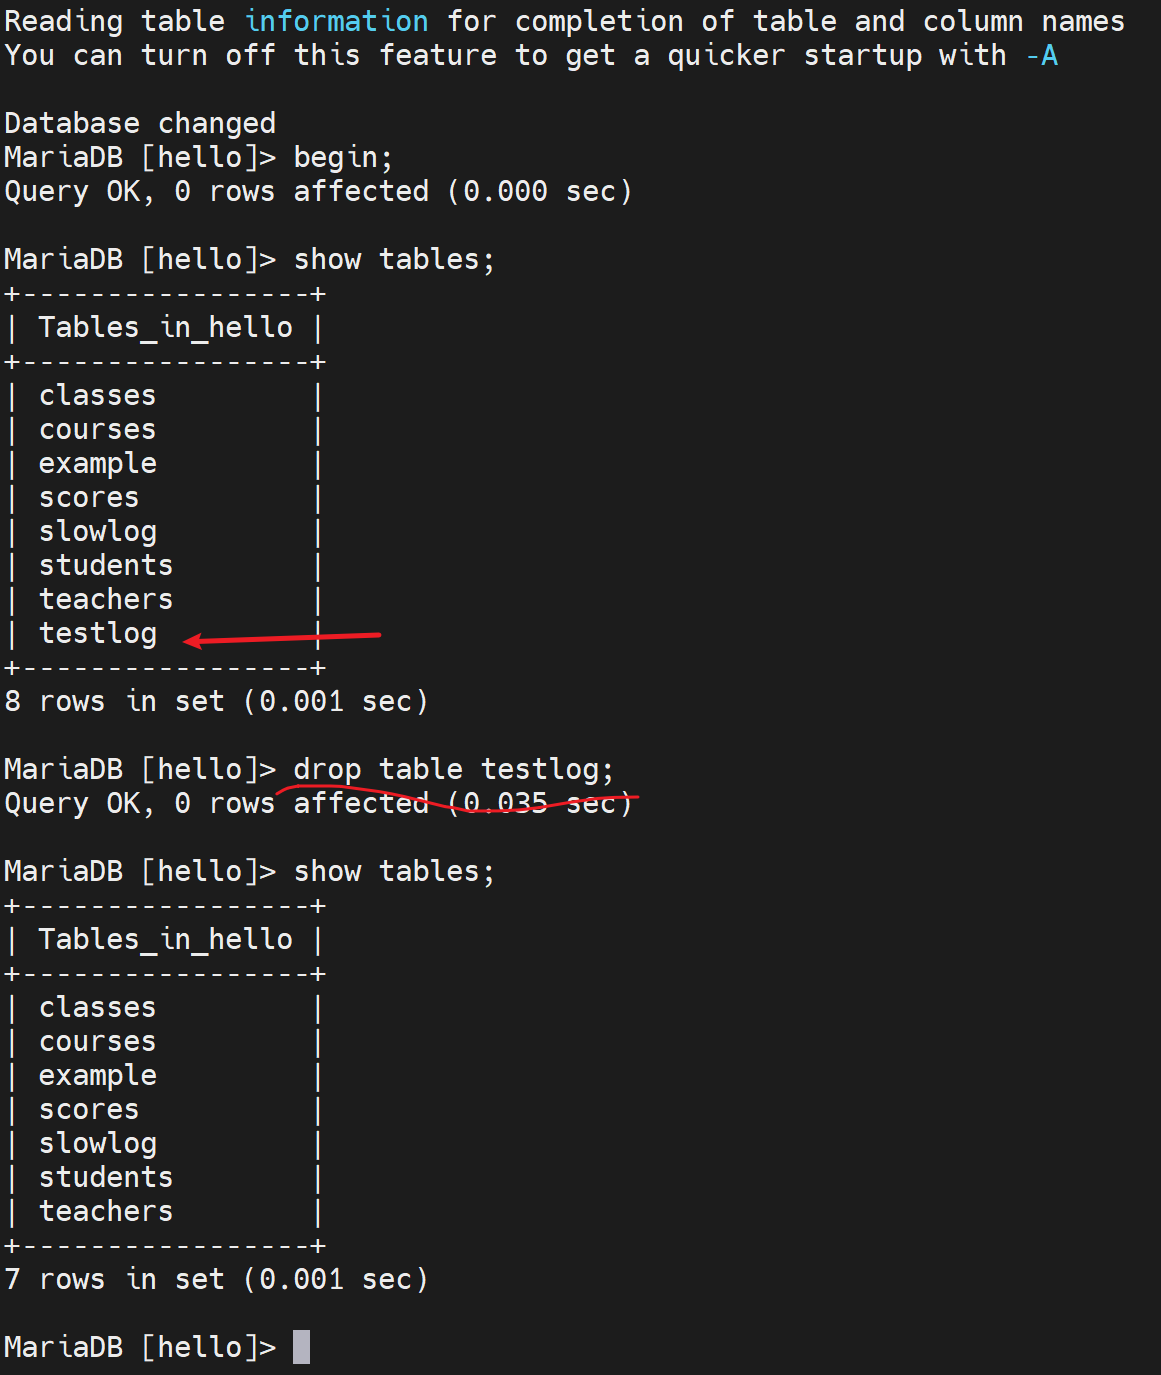 Reading table information for completion of table and column names
You can turn off this feature to get a quicker startup with -A
Database changed
MariaDB [hello]> begin;
Query OK, 0 rows affected (0.000 sec)
MariaDB [hello]> show tables;
+-----------------+
| Tables_in_hello |
+-----------------+
| classes         |
| courses         |
| example         |
| scores          |
| slowlog         |
| students        |
| teachers        |
| testlog         |
+-----------------+
8 rows in set (0.001 sec)
MariaDB [hello]> drop table testlog;
Query OK, 0 rows affected (0.035 sec)
MariaDB [hello]> show tables;
+-----------------+
| Tables_in_hello |
+-----------------+
| classes         |
| courses         |
| example         |
| scores          |
| slowlog         |
| students        |
| teachers        |
+-----------------+
7 rows in set (0.001 sec)
MariaDB [hello]>